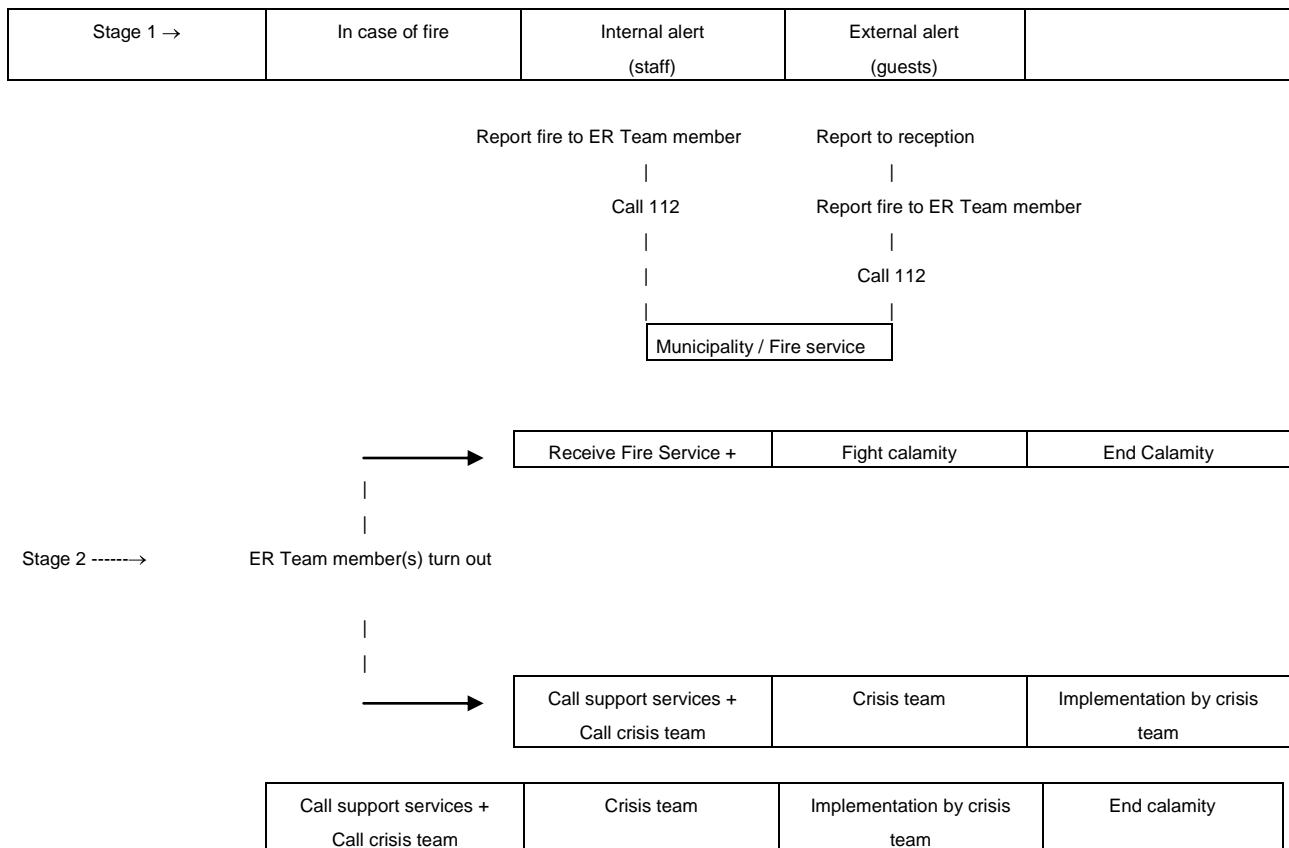 Stage 1 → In case of fire Internal alert External alert
(staff) (guests)
Report fire to ER Team member Report to reception
Call 112 Report fire to ER Team member
Call 112
Municipality / Fire service
Receive Fire Service + Fight calamity End Calamity
Stage 2 ------→ ER Team member(s) turn out
Call support services + Crisis team Implementation by crisis
Call crisis team team
Call support services + Crisis team Implementation by crisis End calamity
Call crisis team team